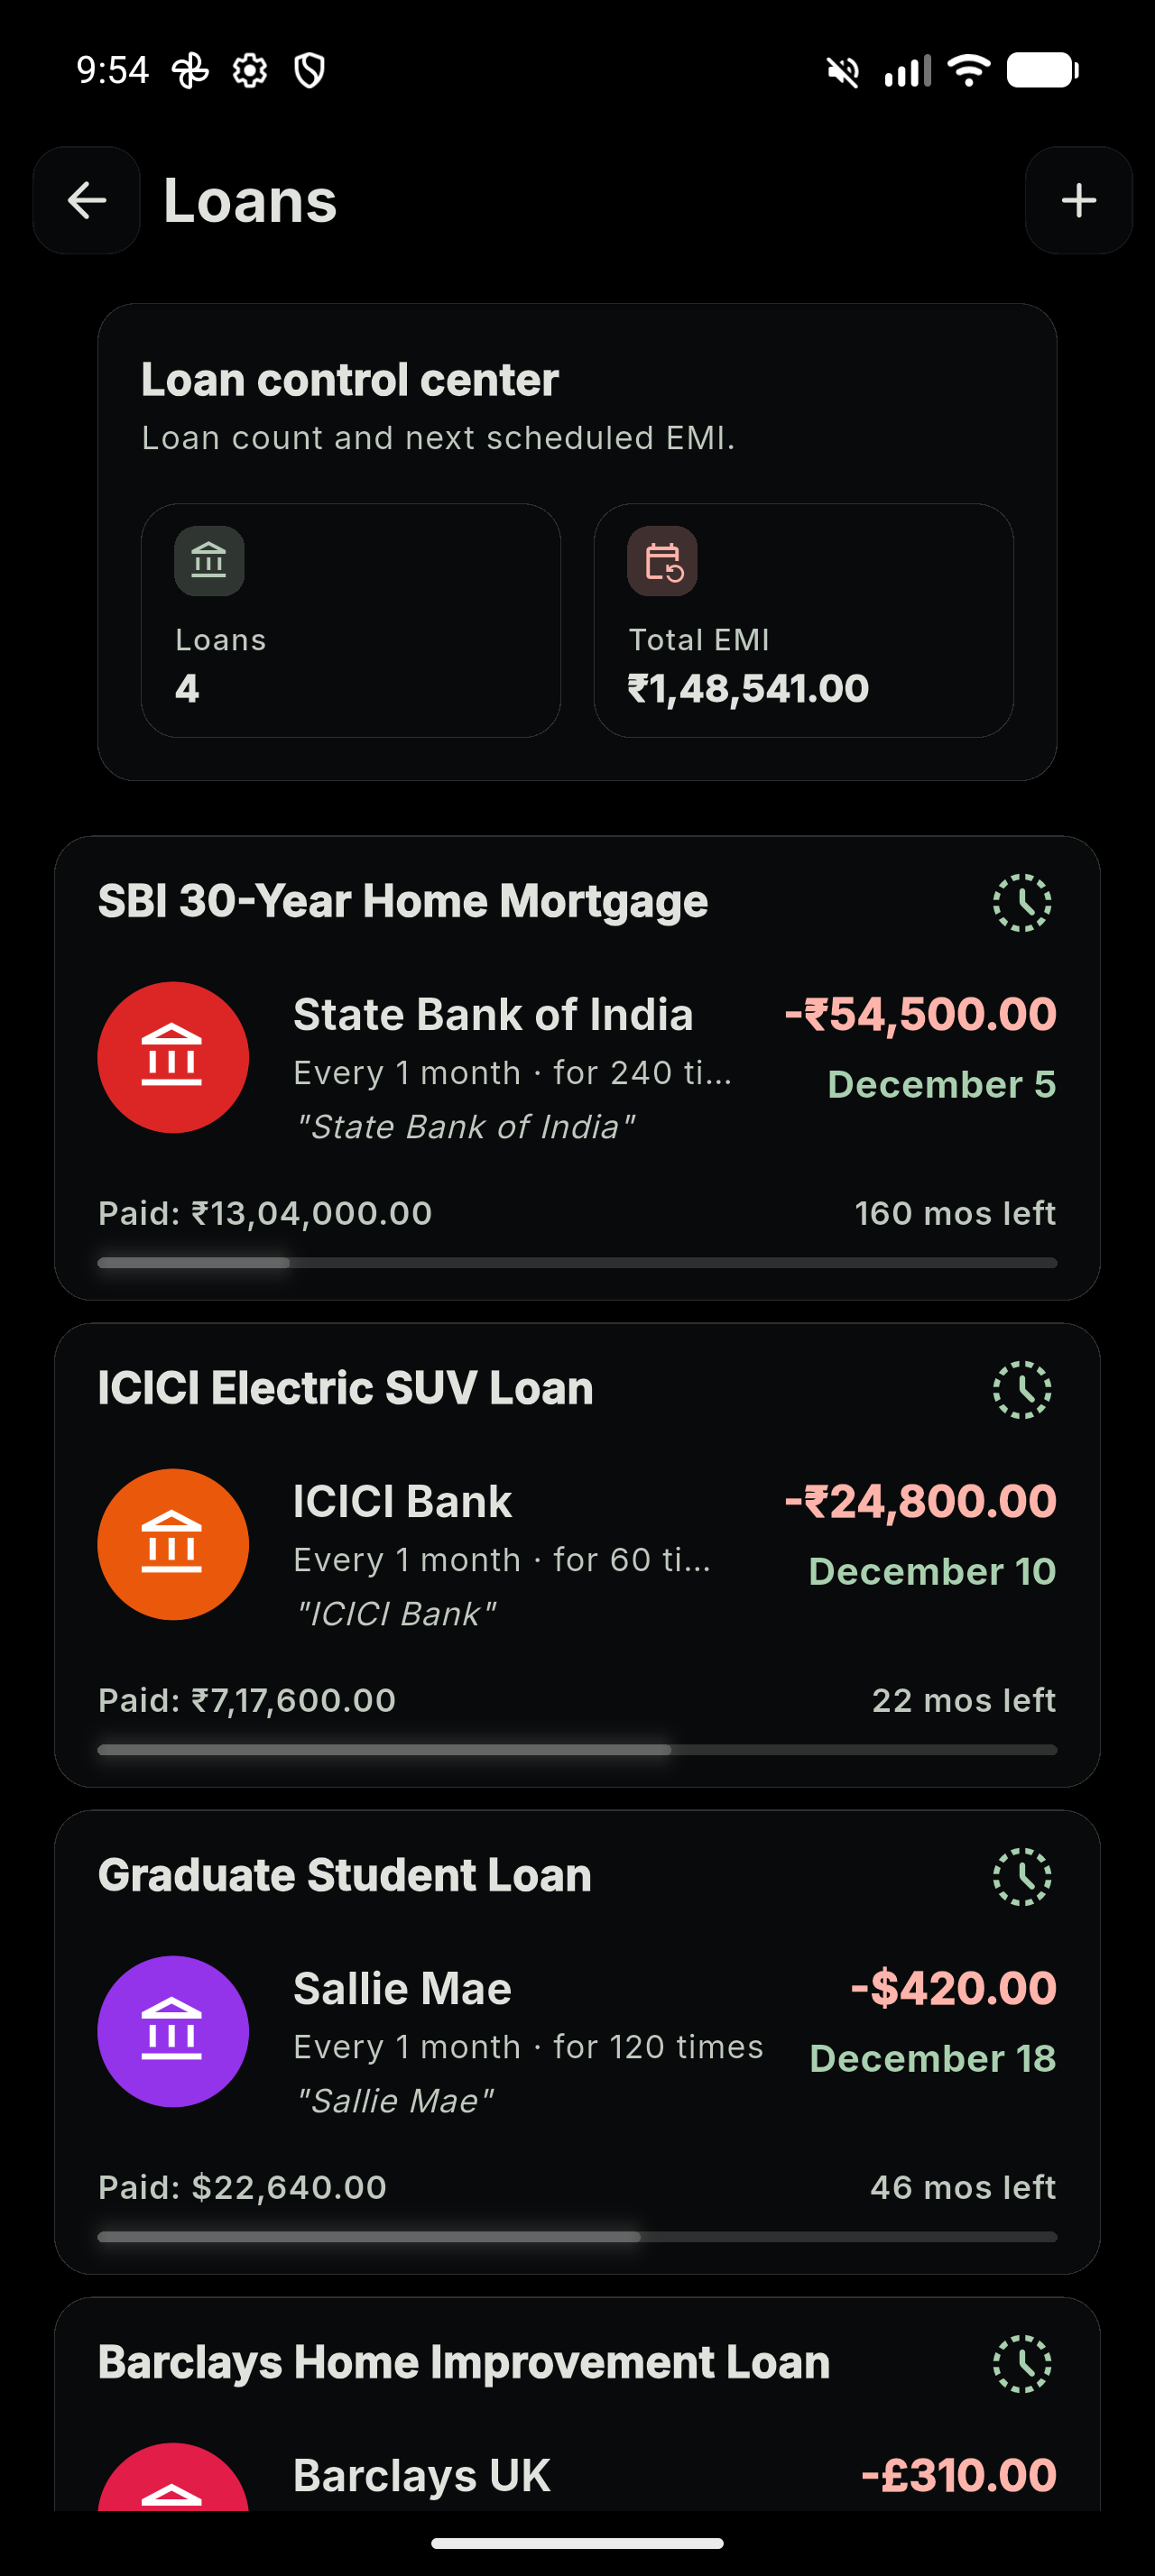 9:54
Loans
Loan control center
Loan count and next scheduled EMI.
Loans
4
Total EMI
₹1,48,541.00
SBI 30-Year Home Mortgage
State Bank of India
-₹54,500.00
Every 1 month · for 240 ti...
December 5
"State Bank of India"
Paid: ₹13,04,000.00
160 mos left
ICICI Electric SUV Loan
ICICI Bank
-₹24,800.00
Every 1 month · for 60 ti...
December 10
"ICICI Bank"
Paid: ₹7,17,600.00
22 mos left
Graduate Student Loan
Sallie Mae
-$420.00
Every 1 month · for 120 times
December 18
"Sallie Mae"
Paid: $22,640.00
46 mos left
Barclays Home Improvement Loan
Barclays UK
-£310.00